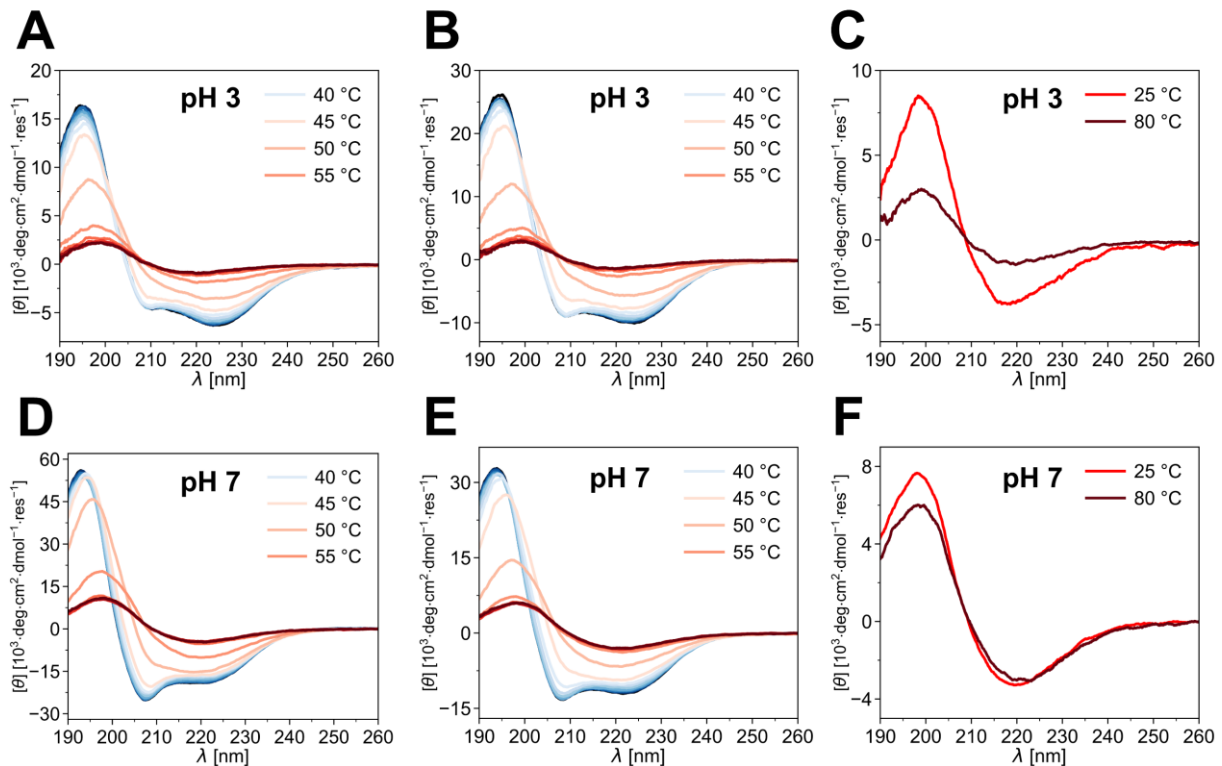 A
[θ] [10³·deg·cm²·dmol⁻¹·res⁻¹]
20
15
10
5
0
−5
pH 3
40 °C
45 °C
50 °C
55 °C
190 200 210 220 230 240 250 260
λ [nm]
B
[θ] [10³·deg·cm²·dmol⁻¹·res⁻¹]
30
20
10
0
−10
pH 3
40 °C
45 °C
50 °C
55 °C
190 200 210 220 230 240 250 260
λ [nm]
C
[θ] [10³·deg·cm²·dmol⁻¹·res⁻¹]
10
5
0
−5
pH 3
25 °C
80 °C
190 200 210 220 230 240 250 260
λ [nm]
D
[θ] [10³·deg·cm²·dmol⁻¹·res⁻¹]
60
45
30
15
0
−15
−30
pH 7
40 °C
45 °C
50 °C
55 °C
190 200 210 220 230 240 250 260
λ [nm]
E
[θ] [10³·deg·cm²·dmol⁻¹·res⁻¹]
30
15
0
−15
pH 7
40 °C
45 °C
50 °C
55 °C
190 200 210 220 230 240 250 260
λ [nm]
F
[θ] [10³·deg·cm²·dmol⁻¹·res⁻¹]
8
4
0
−4
pH 7
25 °C
80 °C
190 200 210 220 230 240 250 260
λ [nm]